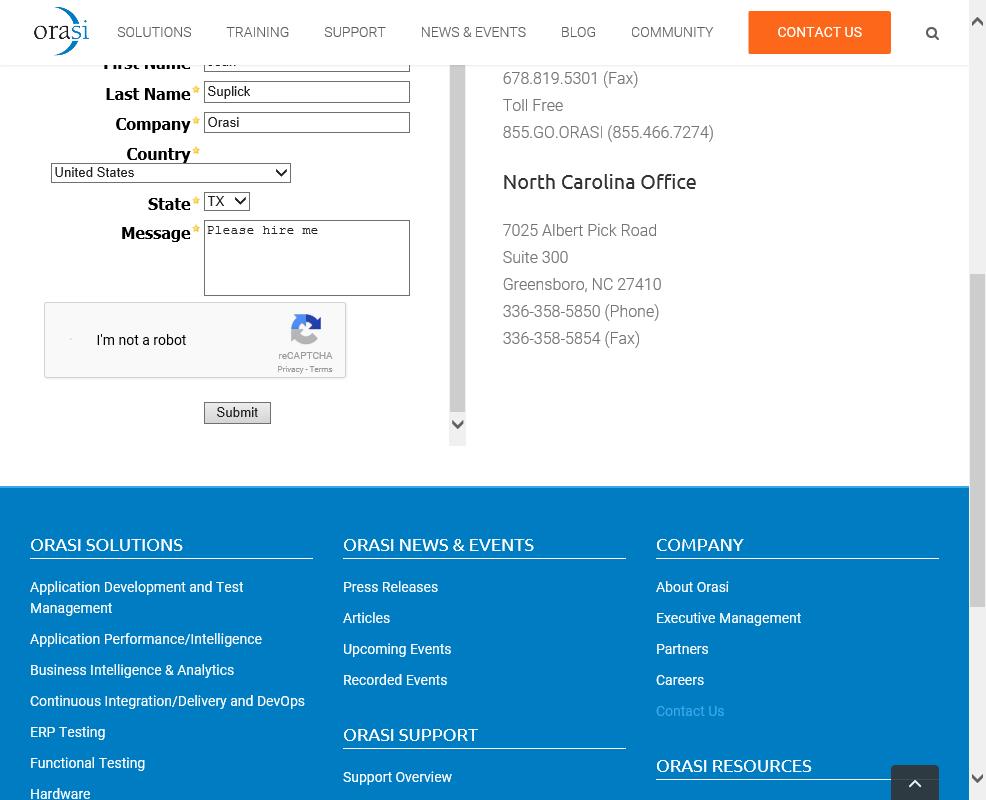 orasi
SOLUTIONS
TRAINING
SUPPORT
NEWS & EVENTS
BLOG
COMMUNITY
CONTACT US
First Name
Last Name
Suplick
Company
Orasi
Country
United States
State
TX
Message
Please hire me
I'm not a robot
reCAPTCHA
Privacy - Terms
Submit
678.819.5301 (Fax)
Toll Free
855.GO.ORASI (855.466.7274)
North Carolina Office
7025 Albert Pick Road
Suite 300
Greensboro, NC 27410
336-358-5850 (Phone)
336-358-5854 (Fax)
ORASI SOLUTIONS
Application Development and Test
Management
Application Performance/Intelligence
Business Intelligence & Analytics
Continuous Integration/Delivery and DevOps
ERP Testing
Functional Testing
Hardware
ORASI NEWS & EVENTS
Press Releases
Articles
Upcoming Events
Recorded Events
ORASI SUPPORT
Support Overview
COMPANY
About Orasi
Executive Management
Partners
Careers
Contact Us
ORASI RESOURCES